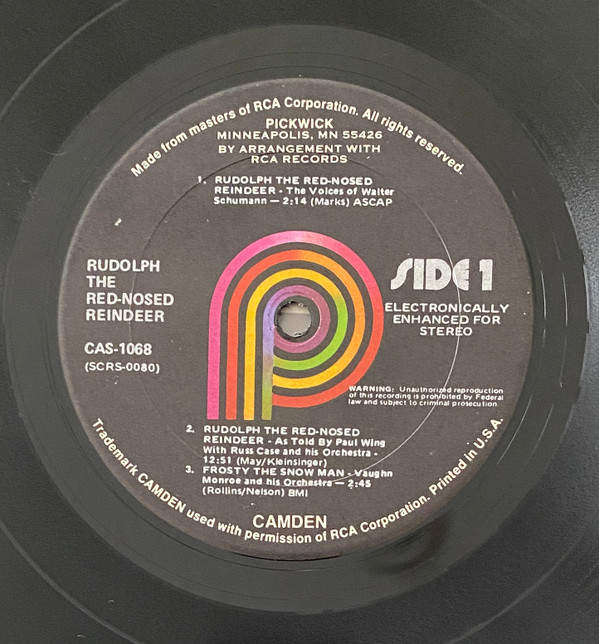 Made from masters of RCA Corporation. All rights reserved.
PICKWICK
MINNEAPOLIS, MN 55426
BY ARRANGEMENT WITH
RCA RECORDS
1. RUDOLPH THE RED-NOSED
REINDEER - The Voices of Walter
Schumann — 2:14 (Marks) ASCAP
RUDOLPH
THE
RED-NOSED
REINDEER
CAS-1068
(SCRS-0080)
SIDE 1
ELECTRONICALLY
ENHANCED FOR
STEREO
WARNING: Unauthorized reproduction
of this recording is prohibited by Federal
law and subject to criminal prosecution.
2. RUDOLPH THE RED-NOSED
REINDEER - As Told By Paul Wing
With Russ Case and his Orchestra -
12:51 (May/Kleinsinger)
3. FROSTY THE SNOW MAN - Vaughn
Monroe and his Orchestra — 2:45
(Rollins/Nelson) BMI
CAMDEN
Trademark CAMDEN used with permission of RCA Corporation. Printed in U.S.A.